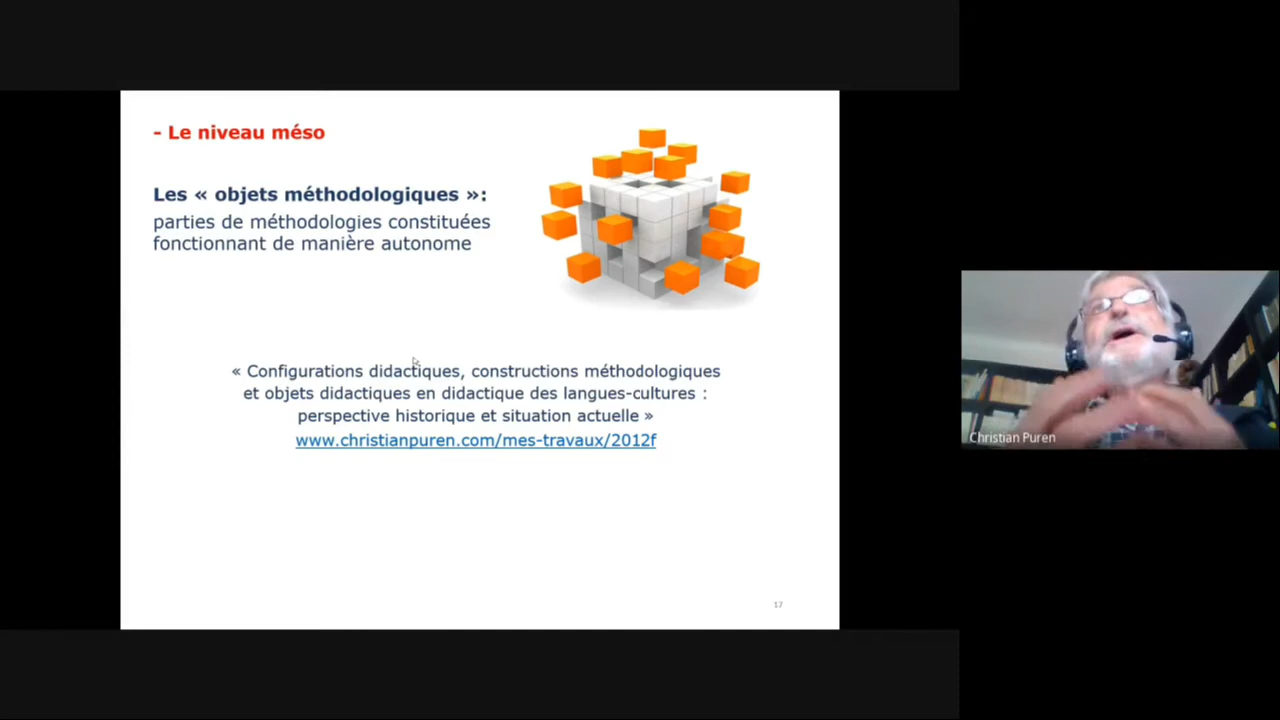 - Le niveau méso
Les « objets méthodologiques »:
parties de méthodologies constituées
fonctionnant de manière autonome
« Configurations didactiques, constructions méthodologiques
et objets didactiques en didactique des langues-cultures :
perspective historique et situation actuelle »
www.christianpuren.com/mes-travaux/2012f
17
Christian Puren